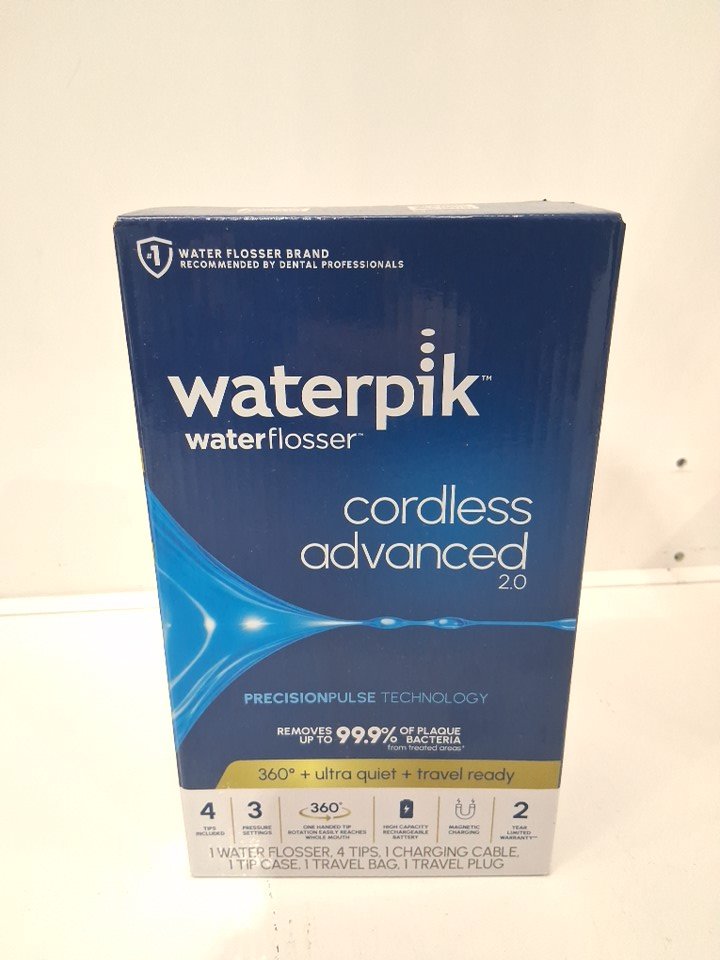 #1 WATER FLOSSER BRAND
RECOMMENDED BY DENTAL PROFESSIONALS
waterpik™
waterflosser™
cordless
advanced
2.0
PRECISIONPULSE TECHNOLOGY
REMOVES UP TO 99.9% OF PLAQUE BACTERIA
from treated areas*
360° + ultra quiet + travel ready
4
TIPS
INCLUDED
3
PRESSURE
SETTINGS
360°
ONE HANDED TIP
ROTATION EASILY REACHES
WHOLE MOUTH
HIGH CAPACITY
RECHARGEABLE
BATTERY
MAGNETIC
CHARGING
2
YEAR
LIMITED
WARRANTY**
1 WATER FLOSSER, 4 TIPS, 1 CHARGING CABLE,
1 TIP CASE, 1 TRAVEL BAG, 1 TRAVEL PLUG